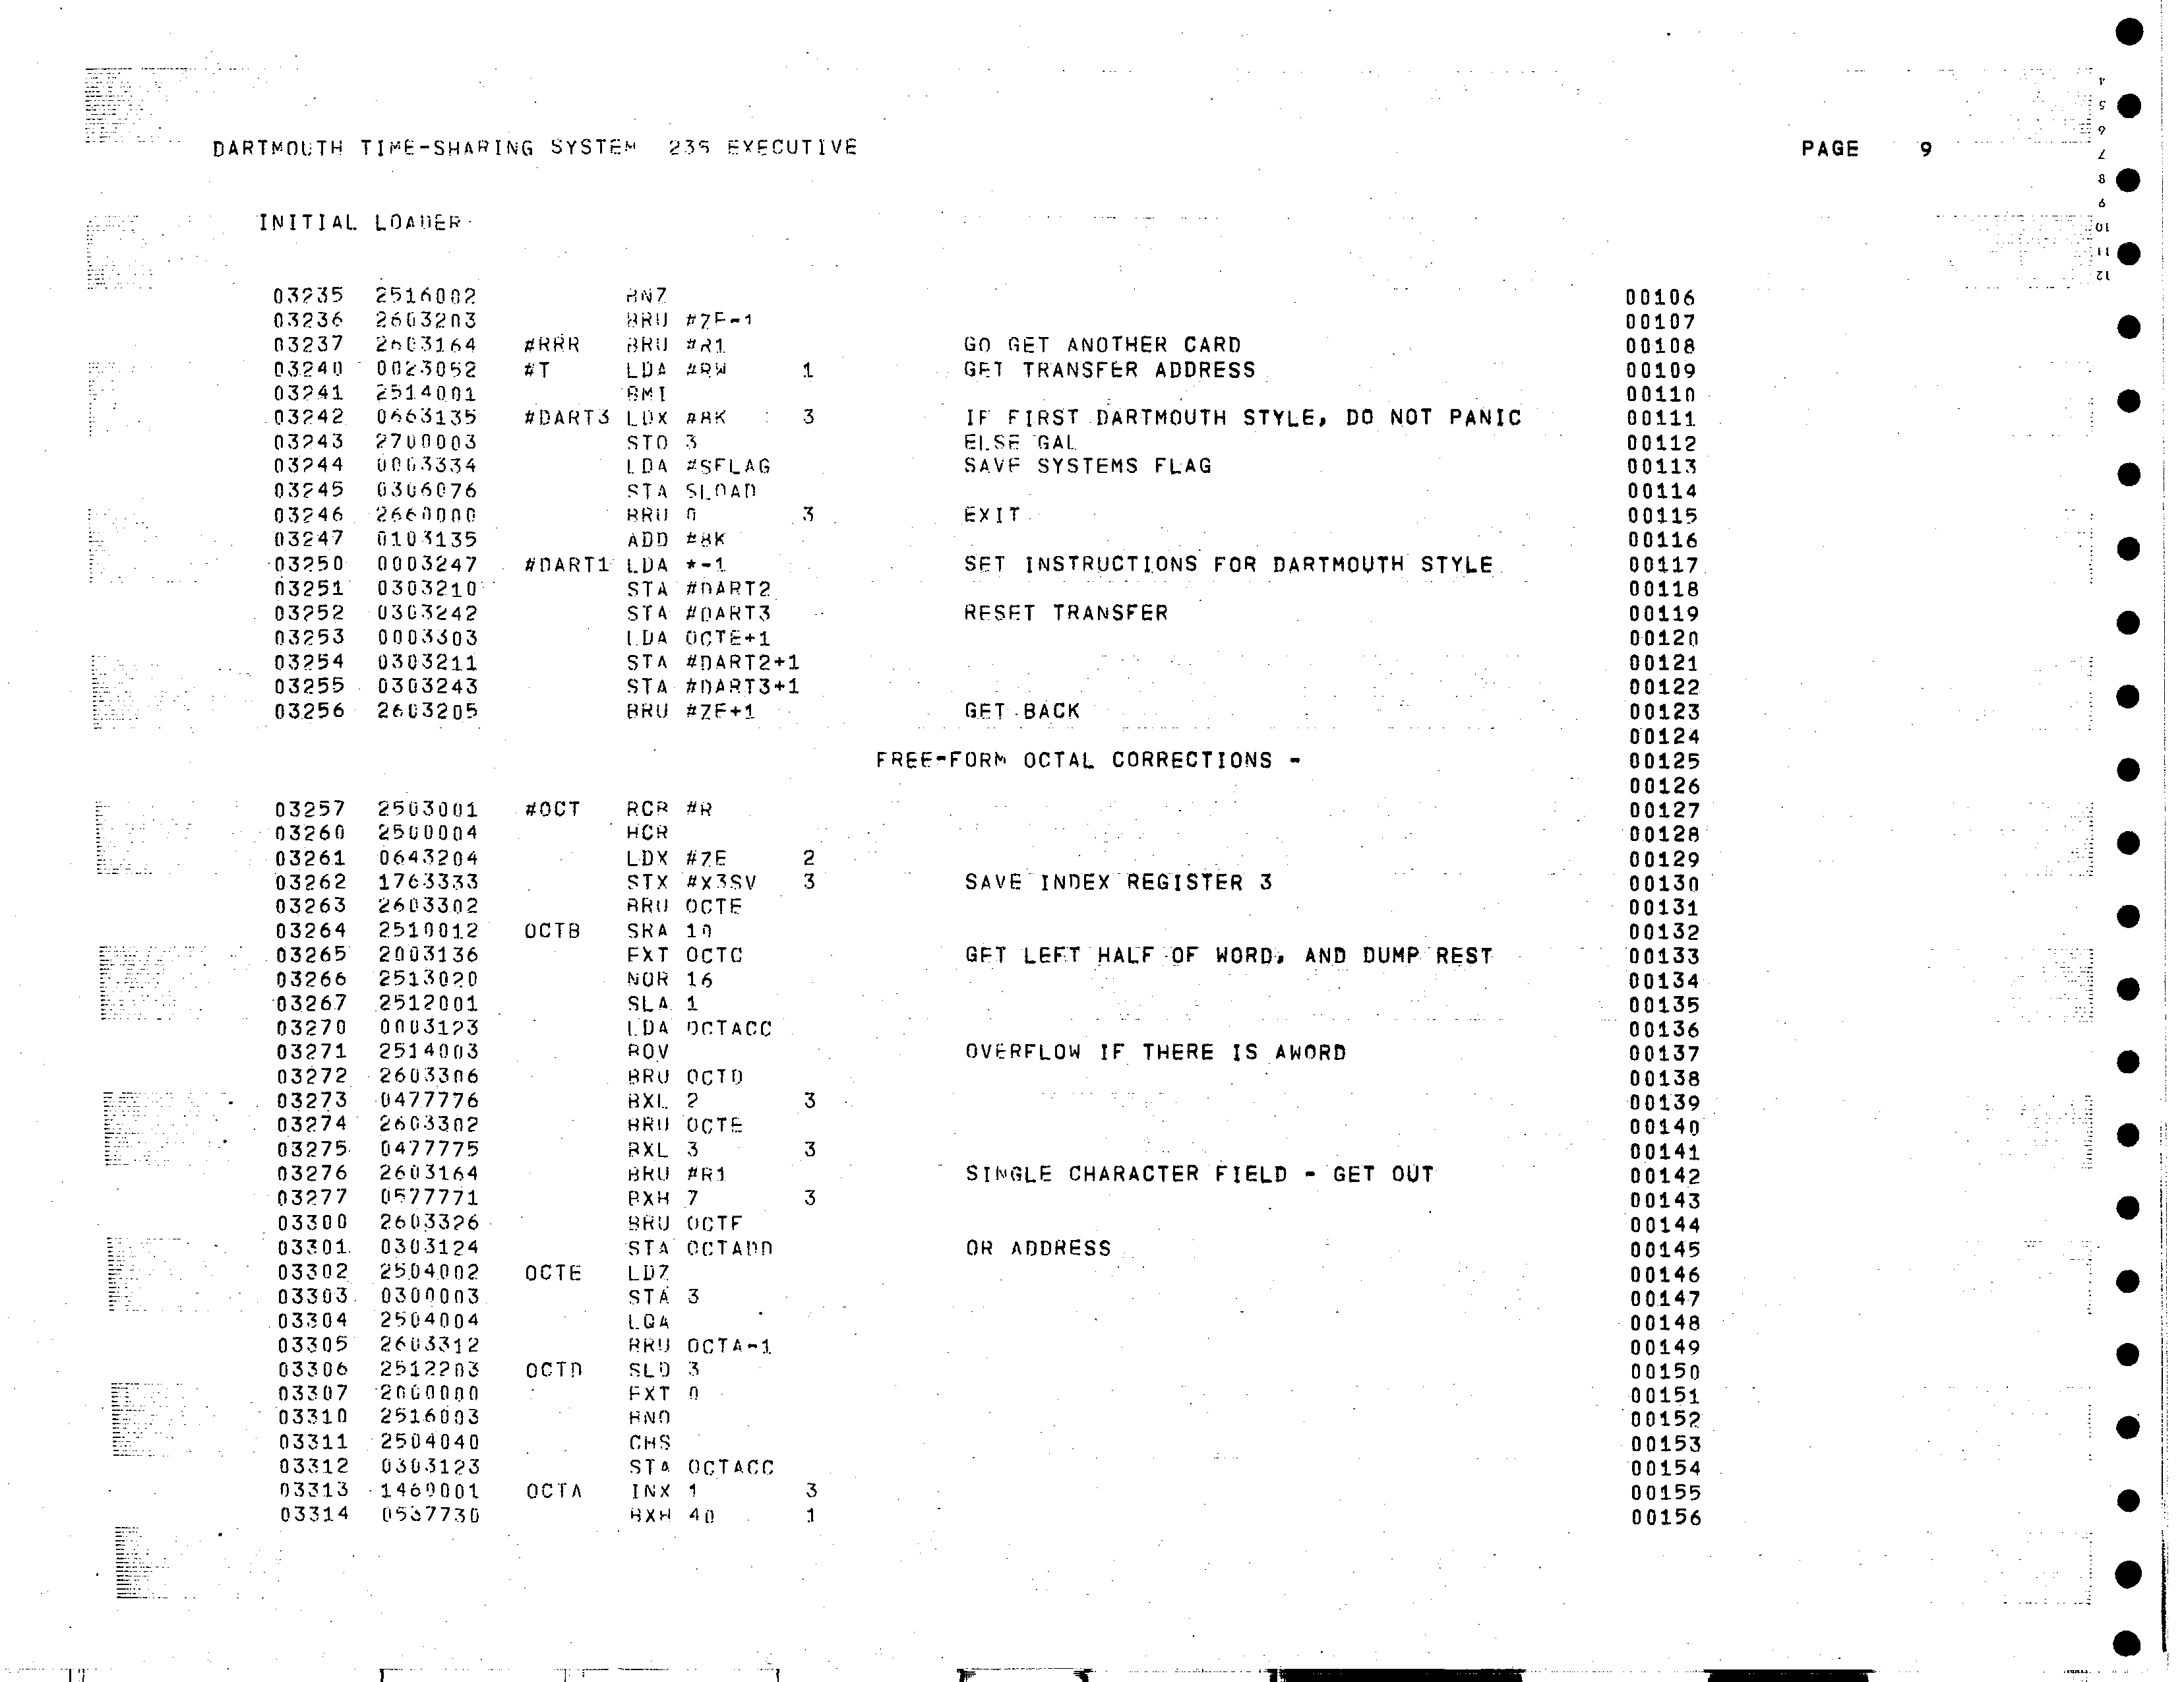 DARTMOUTH TIME-SHARING SYSTEM 235 EXECUTIVE PAGE 9
INITIAL LOADER
03235 2516002 BNZ 00106
03236 2603203 BRU #ZE-1 00107
03237 2603164 #RRR BRU #R1 GO GET ANOTHER CARD 00108
03240 0023052 #T LDA #RW 1 GET TRANSFER ADDRESS 00109
03241 2514001 BMI 00110
03242 0663135 #DART3 LDX #8K 3 IF FIRST DARTMOUTH STYLE, DO NOT PANIC 00111
03243 2700003 STO 3 ELSE GAL 00112
03244 0003334 LDA #SFLAG SAVE SYSTEMS FLAG 00113
03245 0306076 STA SLOAD 00114
03246 2660000 BRU 0 3 EXIT 00115
03247 0103135 ADD #8K 00116
03250 0003247 #DART1 LDA *-1 SET INSTRUCTIONS FOR DARTMOUTH STYLE 00117
03251 0303210 STA #DART2 00118
03252 0303242 STA #DART3 RESET TRANSFER 00119
03253 0003303 LDA OCTE+1 00120
03254 0303211 STA #DART2+1 00121
03255 0303243 STA #DART3+1 00122
03256 2603205 BRU #ZE+1 GET BACK 00123
00124
FREE-FORM OCTAL CORRECTIONS - 00125
00126
03257 2503001 #OCT RCR #R 00127
03260 2500004 HCR 00128
03261 0643204 LDX #ZE 2 00129
03262 1763333 STX #X3SV 3 SAVE INDEX REGISTER 3 00130
03263 2603302 BRU OCTE 00131
03264 2510012 OCTB SRA 10 00132
03265 2003136 EXT OCTC GET LEFT HALF OF WORD, AND DUMP REST 00133
03266 2513020 NOR 16 00134
03267 2512001 SLA 1 00135
03270 0003123 LDA OCTACC 00136
03271 2514003 BOV OVERFLOW IF THERE IS AWORD 00137
03272 2603306 BRU OCTD 00138
03273 0477776 BXL 2 3 00139
03274 2603302 BRU OCTE 00140
03275 0477775 BXL 3 3 00141
03276 2603164 BRU #R1 SINGLE CHARACTER FIELD - GET OUT 00142
03277 0577771 BXH 7 3 00143
03300 2603326 BRU OCTF 00144
03301 0303124 STA OCTADD OR ADDRESS 00145
03302 2504002 OCTE LDZ 00146
03303 0300003 STA 3 00147
03304 2504004 LQA 00148
03305 2603312 BRU OCTA-1 00149
03306 2512203 OCTD SLD 3 00150
03307 2000000 EXT 0 00151
03310 2516003 BNO 00152
03311 2504040 CHS 00153
03312 0303123 STA OCTACC 00154
03313 1460001 OCTA INX 1 3 00155
03314 0537730 BXH 40 1 00156
4
5
6
7
8
9
10
11
12